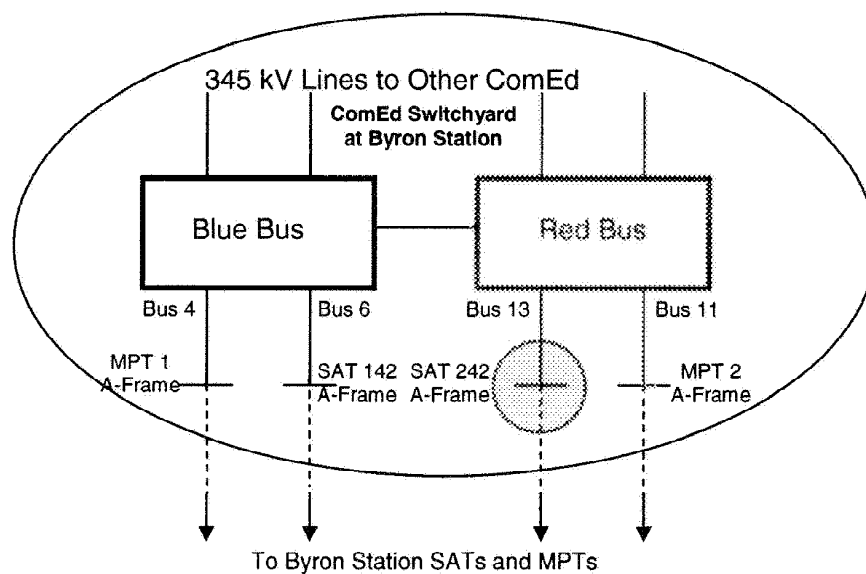 345 kV Lines to Other ComEd
ComEd Switchyard
at Byron Station
Blue Bus
Red Bus
Bus 4
Bus 6
Bus 13
Bus 11
MPT 1
A-Frame
SAT 142
A-Frame
SAT 242
A-Frame
MPT 2
A-Frame
To Byron Station SATs and MPTs